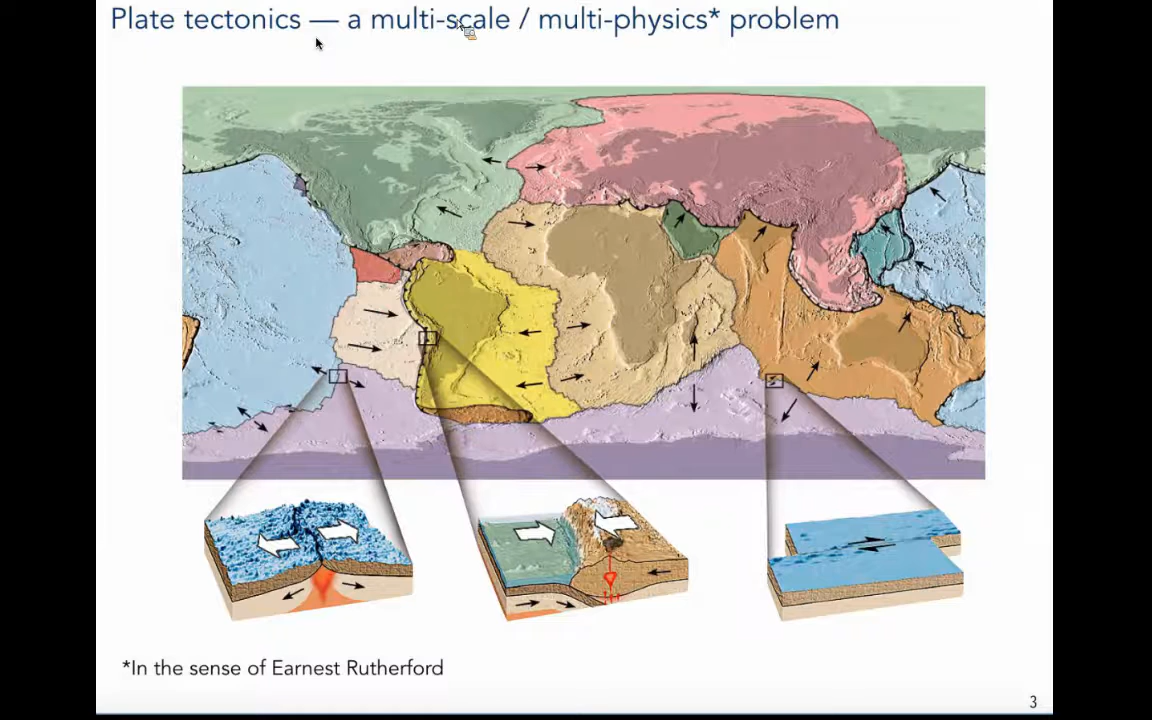 Plate tectonics — a multi-scale / multi-physics* problem
*In the sense of Earnest Rutherford
3